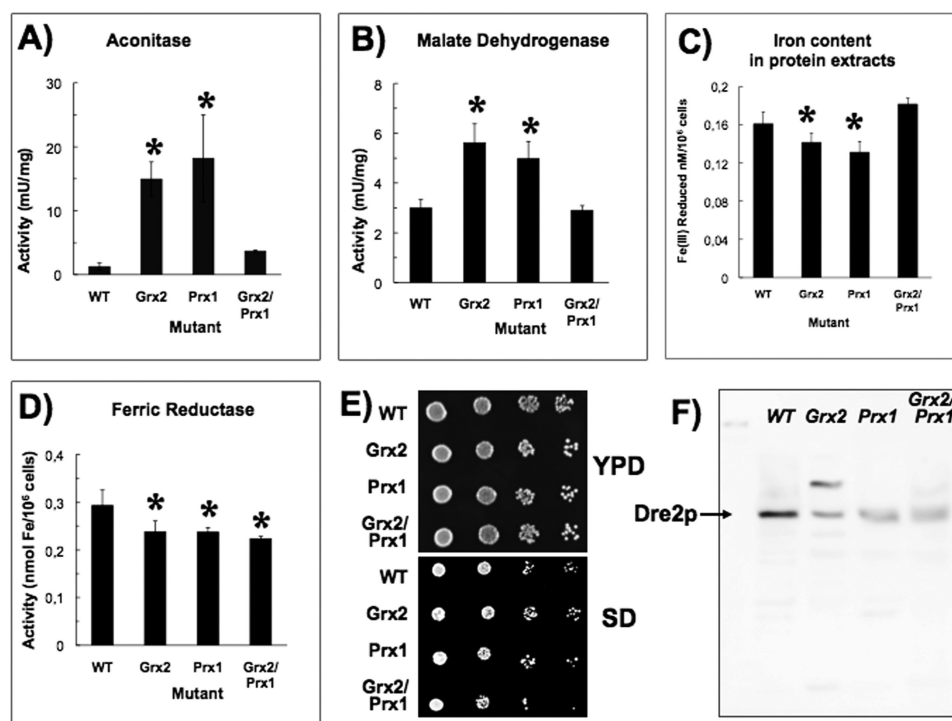 A)
Aconitase
Activity (mU/mg)
30
20
10
0
WT
Grx2
Prx1
Grx2/
Prx1
Mutant
B)
Malate Dehydrogenase
Activity (mU/mg)
8
6
4
2
0
WT
Grx2
Prx1
Grx2/
Prx1
Mutant
C)
Iron content
in protein extracts
Fe(III) Reduced nM/10⁶ cells
0,2
0,16
0,12
0,08
0,04
0
WT
Grx2
Prx1
Grx2/
Prx1
Mutant
D)
Ferric Reductase
Activity (nmol Fe/10⁶ cells)
0,4
0,3
0,2
0,1
0
WT
Grx2
Prx1
Grx2/
Prx1
Mutant
E)
WT
Grx2
Prx1
Grx2/
Prx1
YPD
WT
Grx2
Prx1
Grx2/
Prx1
SD
F)
WT
Grx2
Prx1
Grx2/
Prx1
Dre2p